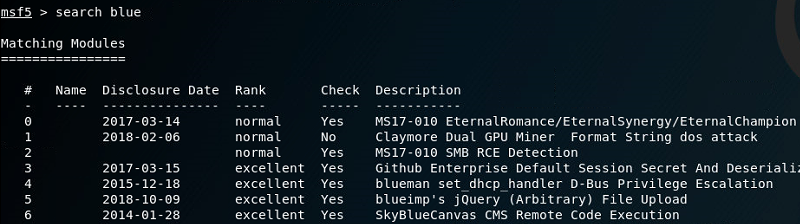 msf5 > search blue
Matching Modules
================
# Name Disclosure Date Rank Check Description
- ---- --------------- ---- ----- -----------
0 2017-03-14 normal Yes MS17-010 EternalRomance/EternalSynergy/EternalChampion
1 2018-02-06 normal No Claymore Dual GPU Miner Format String dos attack
2 normal Yes MS17-010 SMB RCE Detection
3 2017-03-15 excellent Yes Github Enterprise Default Session Secret And Deserializ
4 2015-12-18 excellent Yes blueman set_dhcp_handler D-Bus Privilege Escalation
5 2018-10-09 excellent Yes blueimp's jQuery (Arbitrary) File Upload
6 2014-01-28 excellent Yes SkyBlueCanvas CMS Remote Code Execution